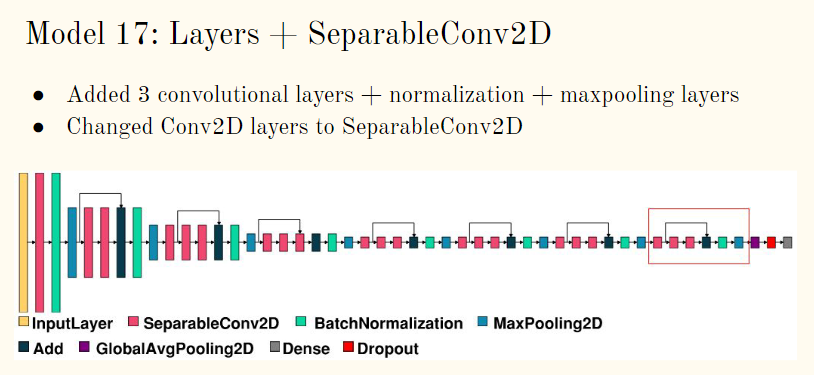 Model 17: Layers + SeparableConv2D
● Added 3 convolutional layers + normalization + maxpooling layers
● Changed Conv2D layers to SeparableConv2D
InputLayer SeparableConv2D BatchNormalization MaxPooling2D
Add GlobalAvgPooling2D Dense Dropout